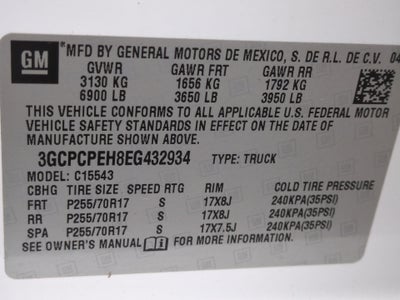 GM MFD BY GENERAL MOTORS DE MEXICO, S. DE R.L. DE C.V. 04
GVWR GAWR FRT GAWR RR
3130 KG 1656 KG 1792 KG
6900 LB 3650 LB 3950 LB
THIS VEHICLE CONFORMS TO ALL APPLICABLE U.S. FEDERAL MOTOR
VEHICLE SAFETY STANDARDS IN EFFECT ON THE DATE OF
MANUFACTURE SHOWN ABOVE.
3GCPCPEH8EG432934 TYPE: TRUCK
MODEL: C15543
CBHG TIRE SIZE SPEED RTG RIM COLD TIRE PRESSURE
FRT P255/70R17 S 17X8J 240KPA(35PSI)
RR P255/70R17 S 17X8J 240KPA(35PSI)
SPA P255/70R17 S 17X7.5J 240KPA(35PSI)
SEE OWNER'S MANUAL FOR MORE INFORMATION.